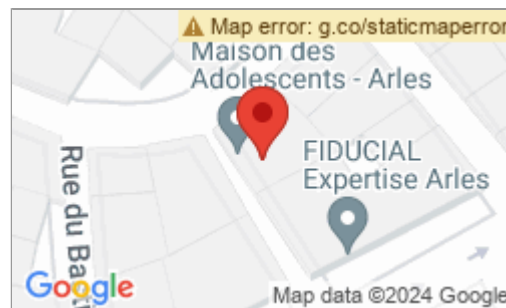 Map error: g.co/staticmaperror
Maison des
Adolescents - Arles
FIDUCIAL
Expertise Arles
Rue du Ba
Google
Map data ©2024 Google